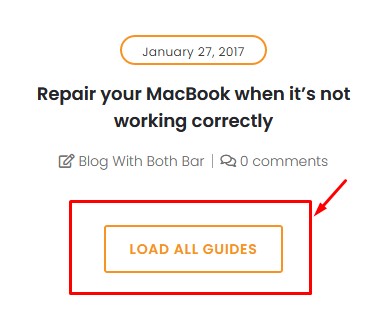 January 27, 2017
Repair your MacBook when it’s not
working correctly
Blog With Both Bar | 0 comments
LOAD ALL GUIDES